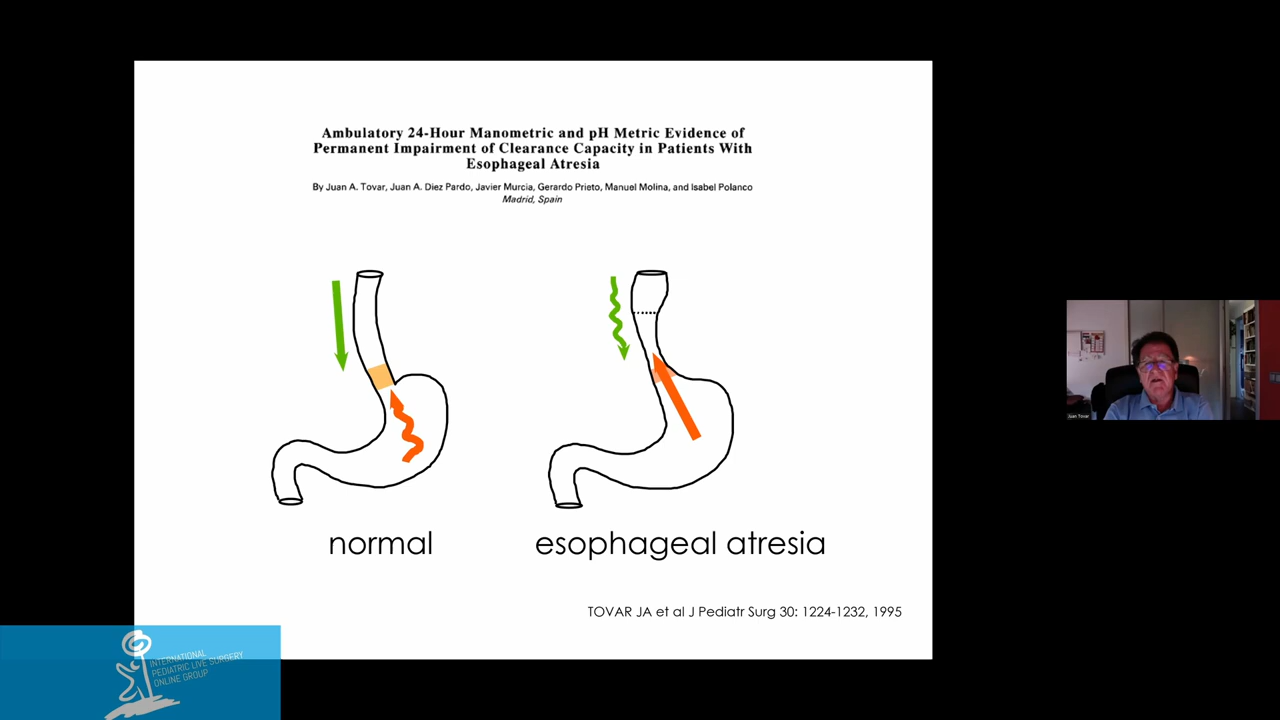 Ambulatory 24-Hour Manometric and pH Metric Evidence of
Permanent Impairment of Clearance Capacity in Patients With
Esophageal Atresia
By Juan A. Tovar, Juan A. Diez Pardo, Javier Murcia, Gerardo Prieto, Manuel Molina, and Isabel Polanco
Madrid, Spain
normal
esophageal atresia
TOVAR JA et al J Pediatr Surg 30: 1224-1232, 1995
INTERNATIONAL
PEDIATRIC LIVE SURGERY
ONLINE GROUP
Juan Tovar